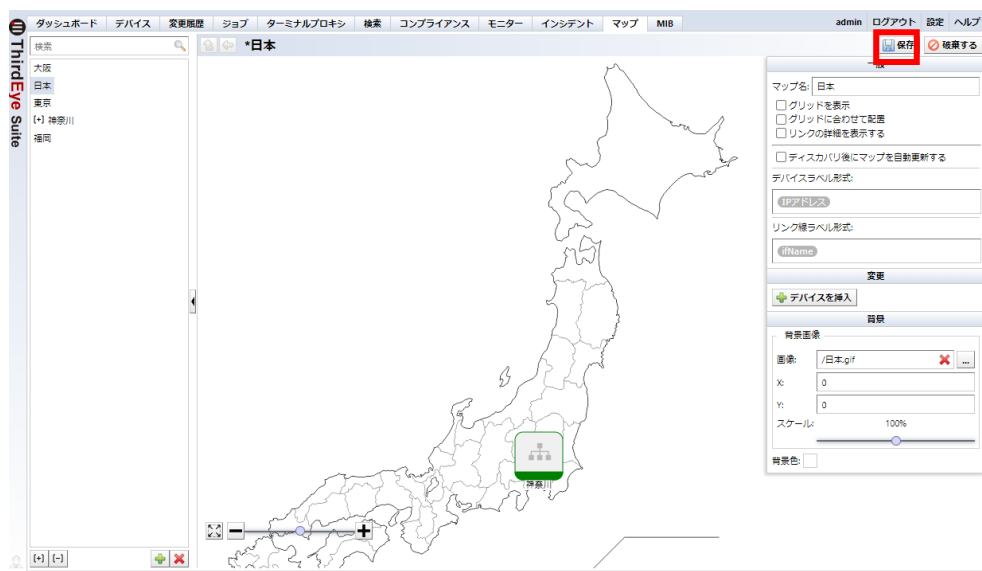 ダッシュボード デバイス 変更履歴 ジョブ ターミナルプロキシ 検索 コンプライアンス モニター インシデント マップ MIB admin ログアウト 設定 ヘルプ
ThirdEye Suite
検索
*日本
保存 破棄する
大阪
日本
東京
[+] 神奈川
福岡
一般
マップ名: 日本
グリッドを表示
グリッドに合わせて配置
リンクの詳細を表示する
ディスカバリ後にマップを自動更新する
デバイスラベル形式:
IPアドレス
リンク線ラベル形式:
ifName
変更
デバイスを挿入
背景
背景画像
画像: /日本.gif ...
X: 0
Y: 0
スケール: 100%
背景色:
神奈川
[+] [-]